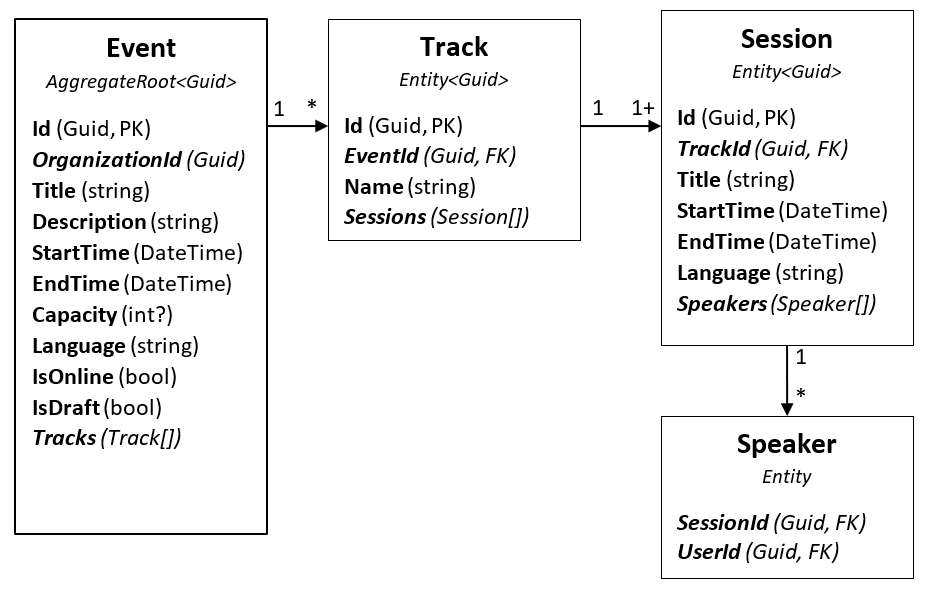 Event
AggregateRoot<Guid>
Id (Guid, PK)
OrganizationId (Guid)
Title (string)
Description (string)
StartTime (DateTime)
EndTime (DateTime)
Capacity (int?)
Language (string)
IsOnline (bool)
IsDraft (bool)
Tracks (Track[])
1 *
Track
Entity<Guid>
Id (Guid, PK)
EventId (Guid, FK)
Name (string)
Sessions (Session[])
1 1+
Session
Entity<Guid>
Id (Guid, PK)
TrackId (Guid, FK)
Title (string)
StartTime (DateTime)
EndTime (DateTime)
Language (string)
Speakers (Speaker[])
1
*
Speaker
Entity
SessionId (Guid, FK)
UserId (Guid, FK)